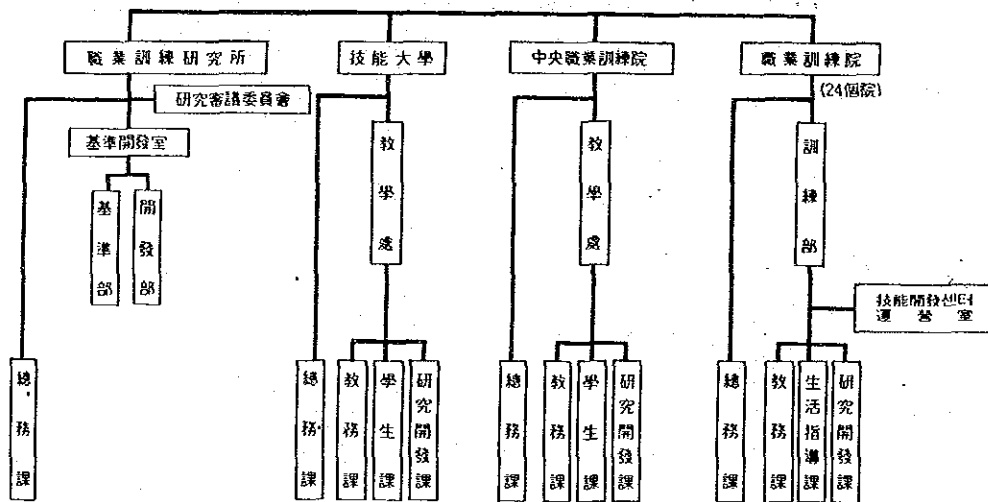 職業訓練研究所
技能大學
中央職業訓練院
職業訓練院
(24個院)
研究審議委員會
基準開發室
基準部
開發部
教學處
教學處
訓練部
技能開發센터
運營室
總務課
總務課
教務課
學生課
研究開發課
總務課
教務課
學生課
研究開發課
總務課
教務課
生活指導課
研究開發課